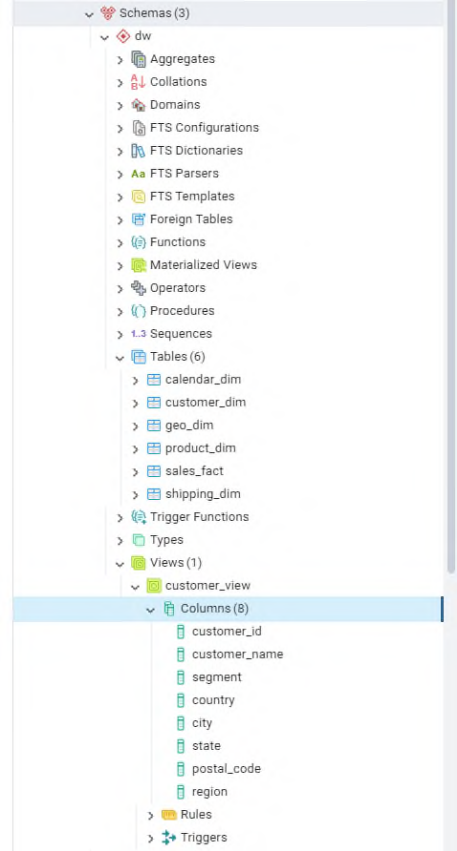 Schemas (3)
dw
Aggregates
Collations
Domains
FTS Configurations
FTS Dictionaries
Aa FTS Parsers
FTS Templates
Foreign Tables
Functions
Materialized Views
Operators
Procedures
1..3 Sequences
Tables (6)
calendar_dim
customer_dim
geo_dim
product_dim
sales_fact
shipping_dim
Trigger Functions
Types
Views (1)
customer_view
Columns (8)
customer_id
customer_name
segment
country
city
state
postal_code
region
Rules
Triggers